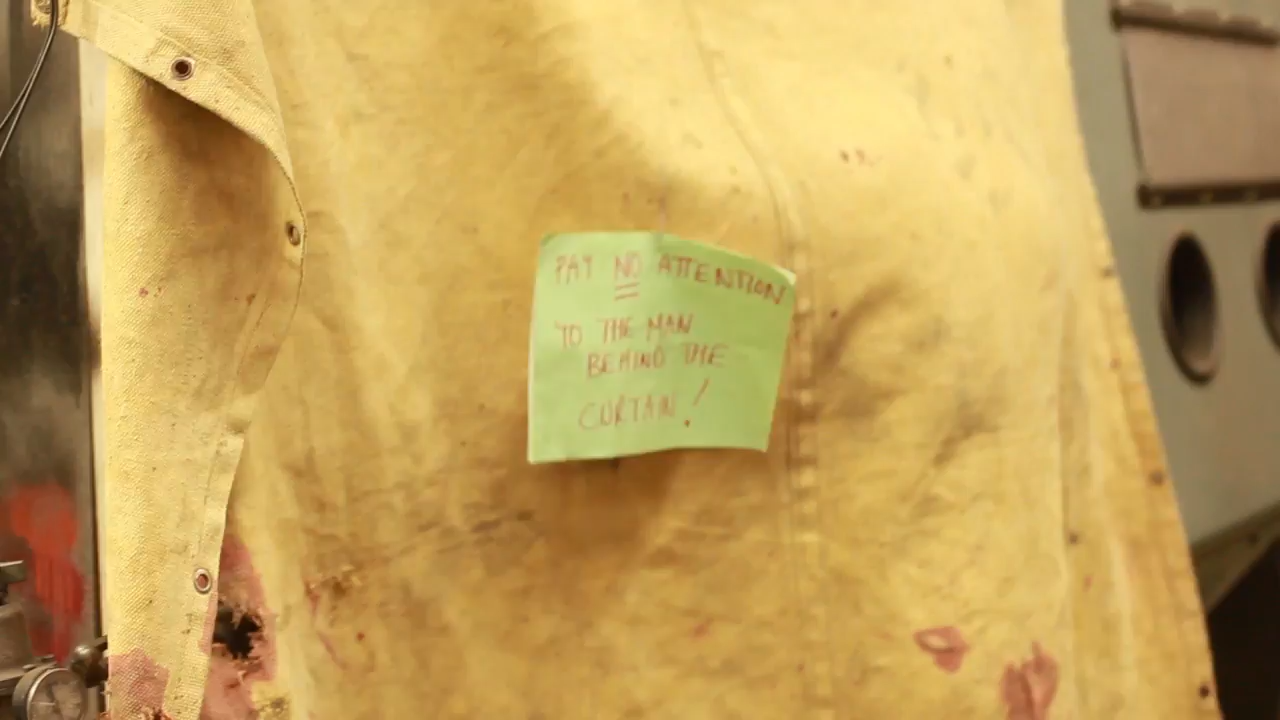 PAY NO ATTENTION
TO THE MAN
BEHIND THE
CURTAIN!